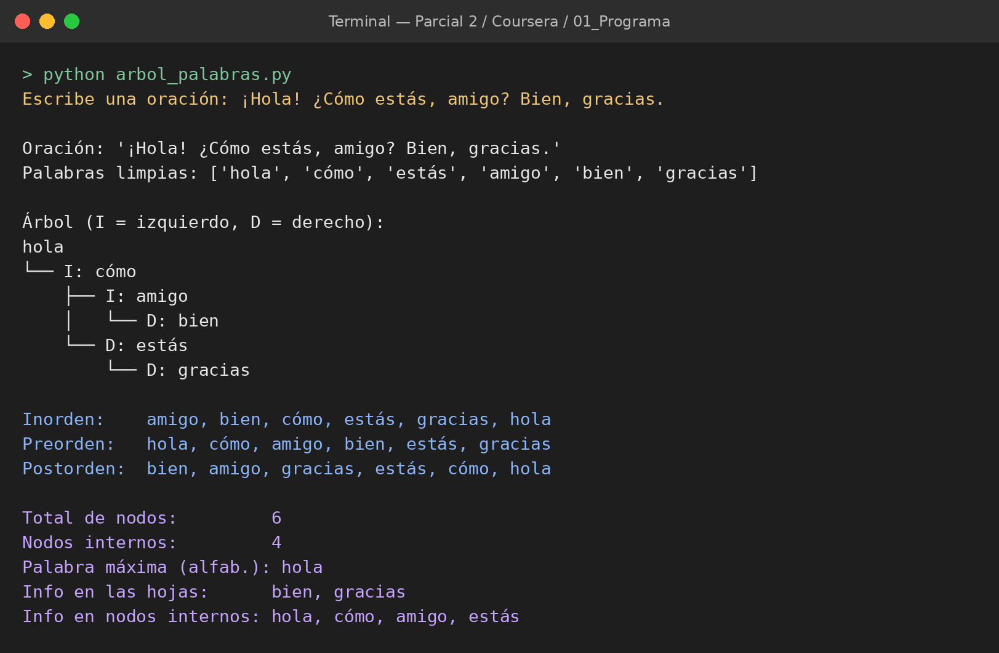 Terminal — Parcial 2 / Coursera / 01_Programa
> python arbol_palabras.py
Escribe una oración: ¡Hola! ¿Cómo estás, amigo? Bien, gracias.
Oración: '¡Hola! ¿Cómo estás, amigo? Bien, gracias.'
Palabras limpias: ['hola', 'cómo', 'estás', 'amigo', 'bien', 'gracias']
Árbol (I = izquierdo, D = derecho):
hola
└── I: cómo
    ├── I: amigo
    │   └── D: bien
    └── D: estás
        └── D: gracias
Inorden:    amigo, bien, cómo, estás, gracias, hola
Preorden:   hola, cómo, amigo, bien, estás, gracias
Postorden:  bien, amigo, gracias, estás, cómo, hola
Total de nodos:         6
Nodos internos:         4
Palabra máxima (alfab.): hola
Info en las hojas:      bien, gracias
Info en nodos internos: hola, cómo, amigo, estás